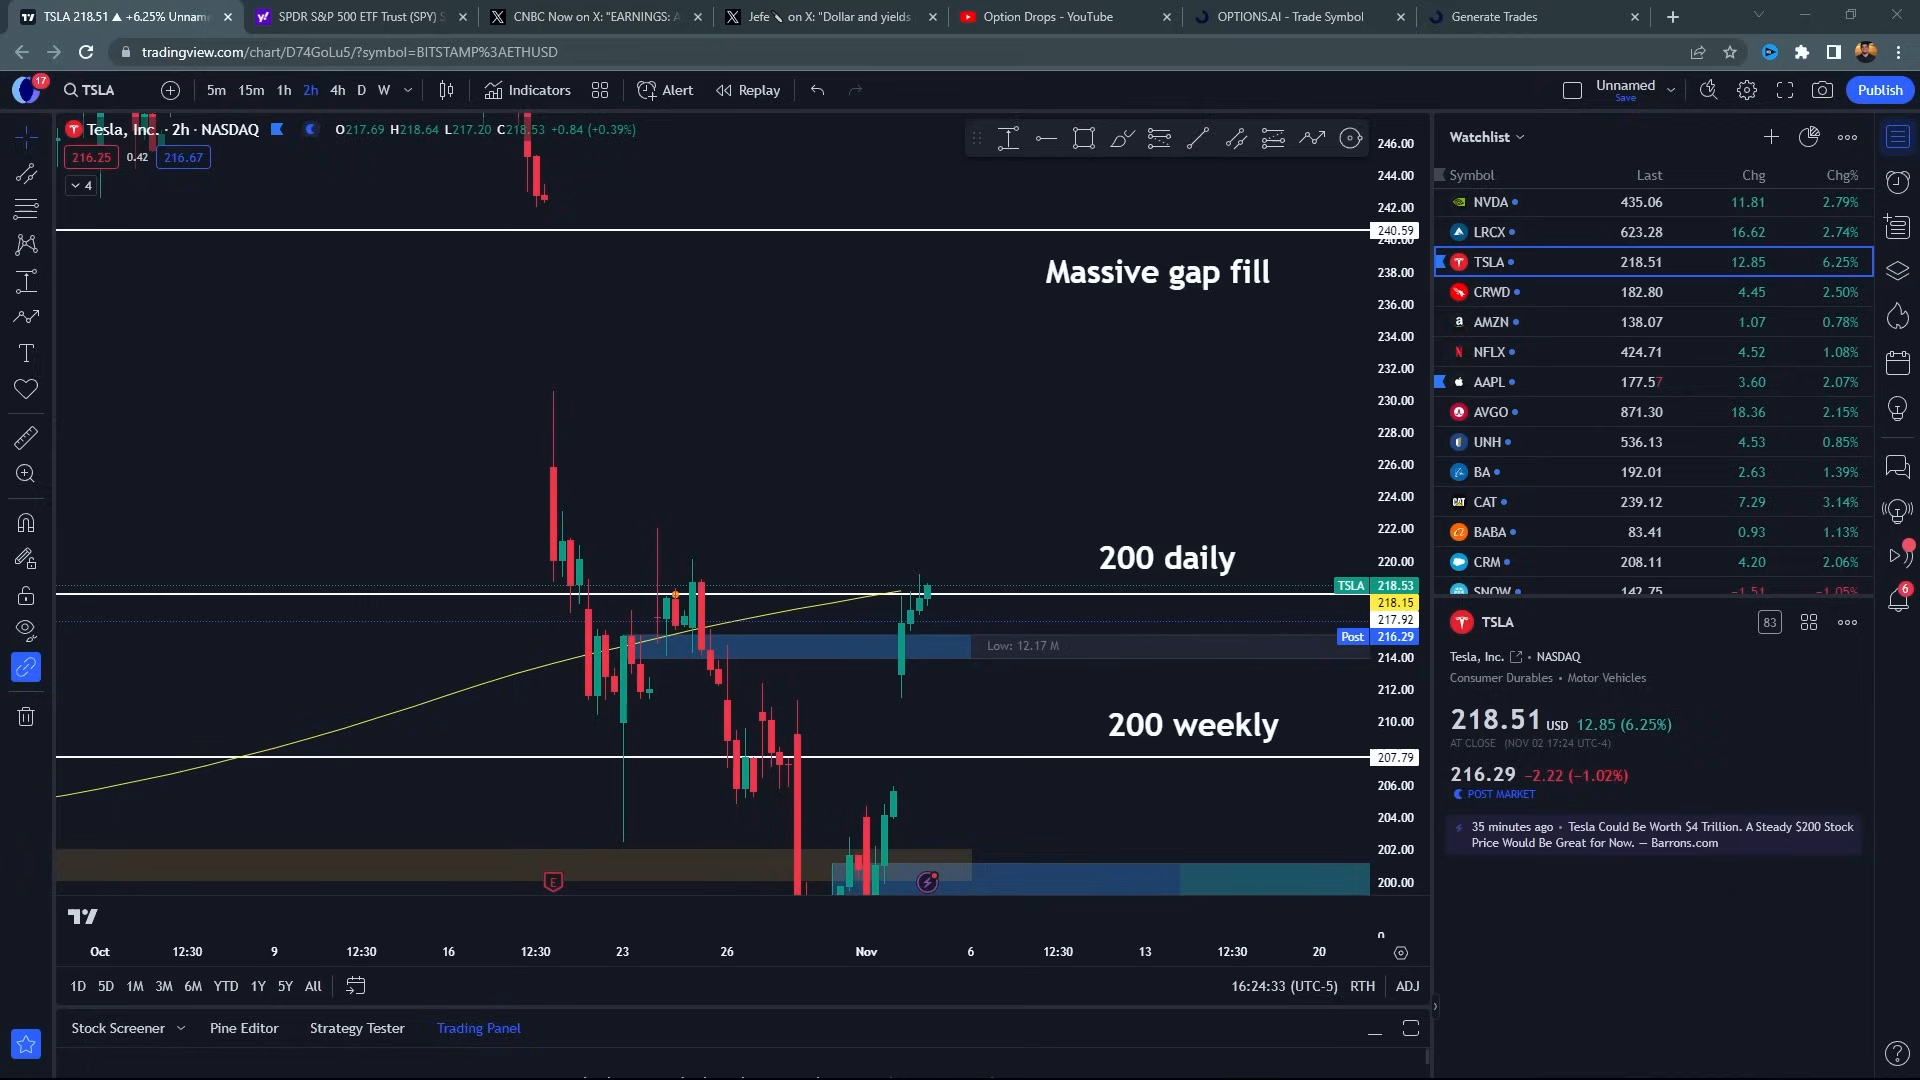 TSLA 218.51 ▲ +6.25% Unnam
SPDR S&P 500 ETF Trust (SPY)
CNBC Now on X: "EARNINGS: A
Jefe on X: "Dollar and yields
Option Drops - YouTube
OPTIONS.AI - Trade Symbol
Generate Trades
tradingview.com/chart/D74GoLu5/?symbol=BITSTAMP%3AETHUSD
17
TSLA
5m 15m 1h 2h 4h D W
Indicators
Alert
Replay
Unnamed
Save
Publish
Tesla, Inc. · 2h · NASDAQ
O217.69 H218.64 L217.20 C218.53 +0.84 (+0.39%)
216.25 0.42 216.67
4
246.00
244.00
242.00
240.59
240.00
238.00
236.00
234.00
232.00
230.00
228.00
226.00
224.00
222.00
220.00
TSLA 218.53
218.15
217.92
Post 216.29
214.00
212.00
210.00
207.79
206.00
204.00
202.00
200.00
0
Massive gap fill
200 daily
Low: 12.17 M
200 weekly
E
Oct 12:30 9 12:30 16 12:30 23 26 Nov 6 12:30 13 12:30 20
1D 5D 1M 3M 6M YTD 1Y 5Y All
16:24:33 (UTC-5) RTH ADJ
Stock Screener Pine Editor Strategy Tester Trading Panel
Watchlist
Symbol Last Chg Chg%
NVDA 435.06 11.81 2.79%
LRCX 623.28 16.62 2.74%
TSLA 218.51 12.85 6.25%
CRWD 182.80 4.45 2.50%
AMZN 138.07 1.07 0.78%
NFLX 424.71 4.52 1.08%
AAPL 177.57 3.60 2.07%
AVGO 871.30 18.36 2.15%
UNH 536.13 4.53 0.85%
BA 192.01 2.63 1.39%
CAT 239.12 7.29 3.14%
BABA 83.41 0.93 1.13%
CRM 208.11 4.20 2.06%
SNOW 142.75 −1.51 −1.05%
TSLA
83
Tesla, Inc. • NASDAQ
Consumer Durables • Motor Vehicles
218.51 USD 12.85 (6.25%)
AT CLOSE (NOV 02 17:24 UTC-4)
216.29 −2.22 (−1.02%)
POST MARKET
35 minutes ago • Tesla Could Be Worth $4 Trillion. A Steady $200 Stock
Price Would Be Great for Now. — Barrons.com
6